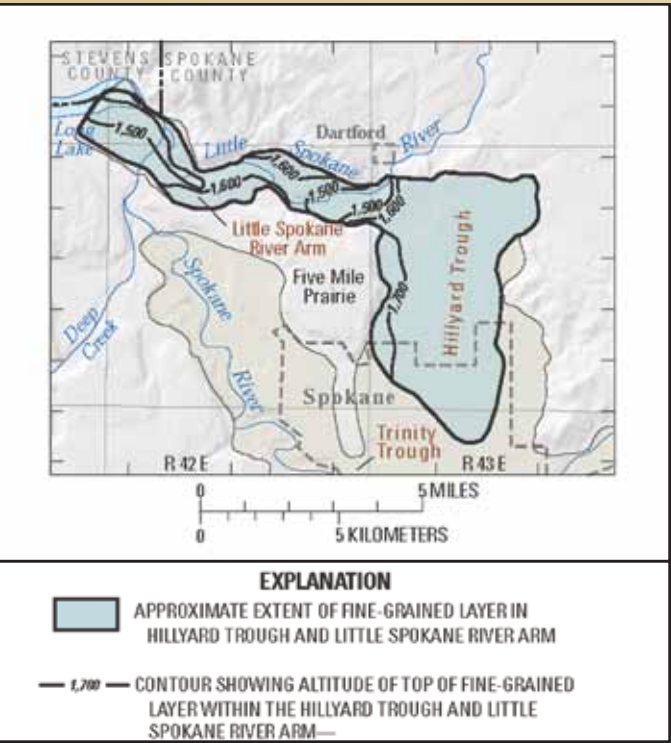 STEVENS SPOKANE
COUNTY COUNTY
Long
Lake
1,500
Little
Spokane
Dartford
River
1,600
1,600
1,500
1,500
1,600
Little Spokane
River Arm
Five Mile
Prairie
1,700
Hillyard Trough
Spokane
River
Deep
Creek
Spokane
Trinity
Trough
R 42 E
R 43 E
0 5 MILES
0 5 KILOMETERS
EXPLANATION
APPROXIMATE EXTENT OF FINE-GRAINED LAYER IN
HILLYARD TROUGH AND LITTLE SPOKANE RIVER ARM
1,700 CONTOUR SHOWING ALTITUDE OF TOP OF FINE-GRAINED
LAYER WITHIN THE HILLYARD TROUGH AND LITTLE
SPOKANE RIVER ARM—